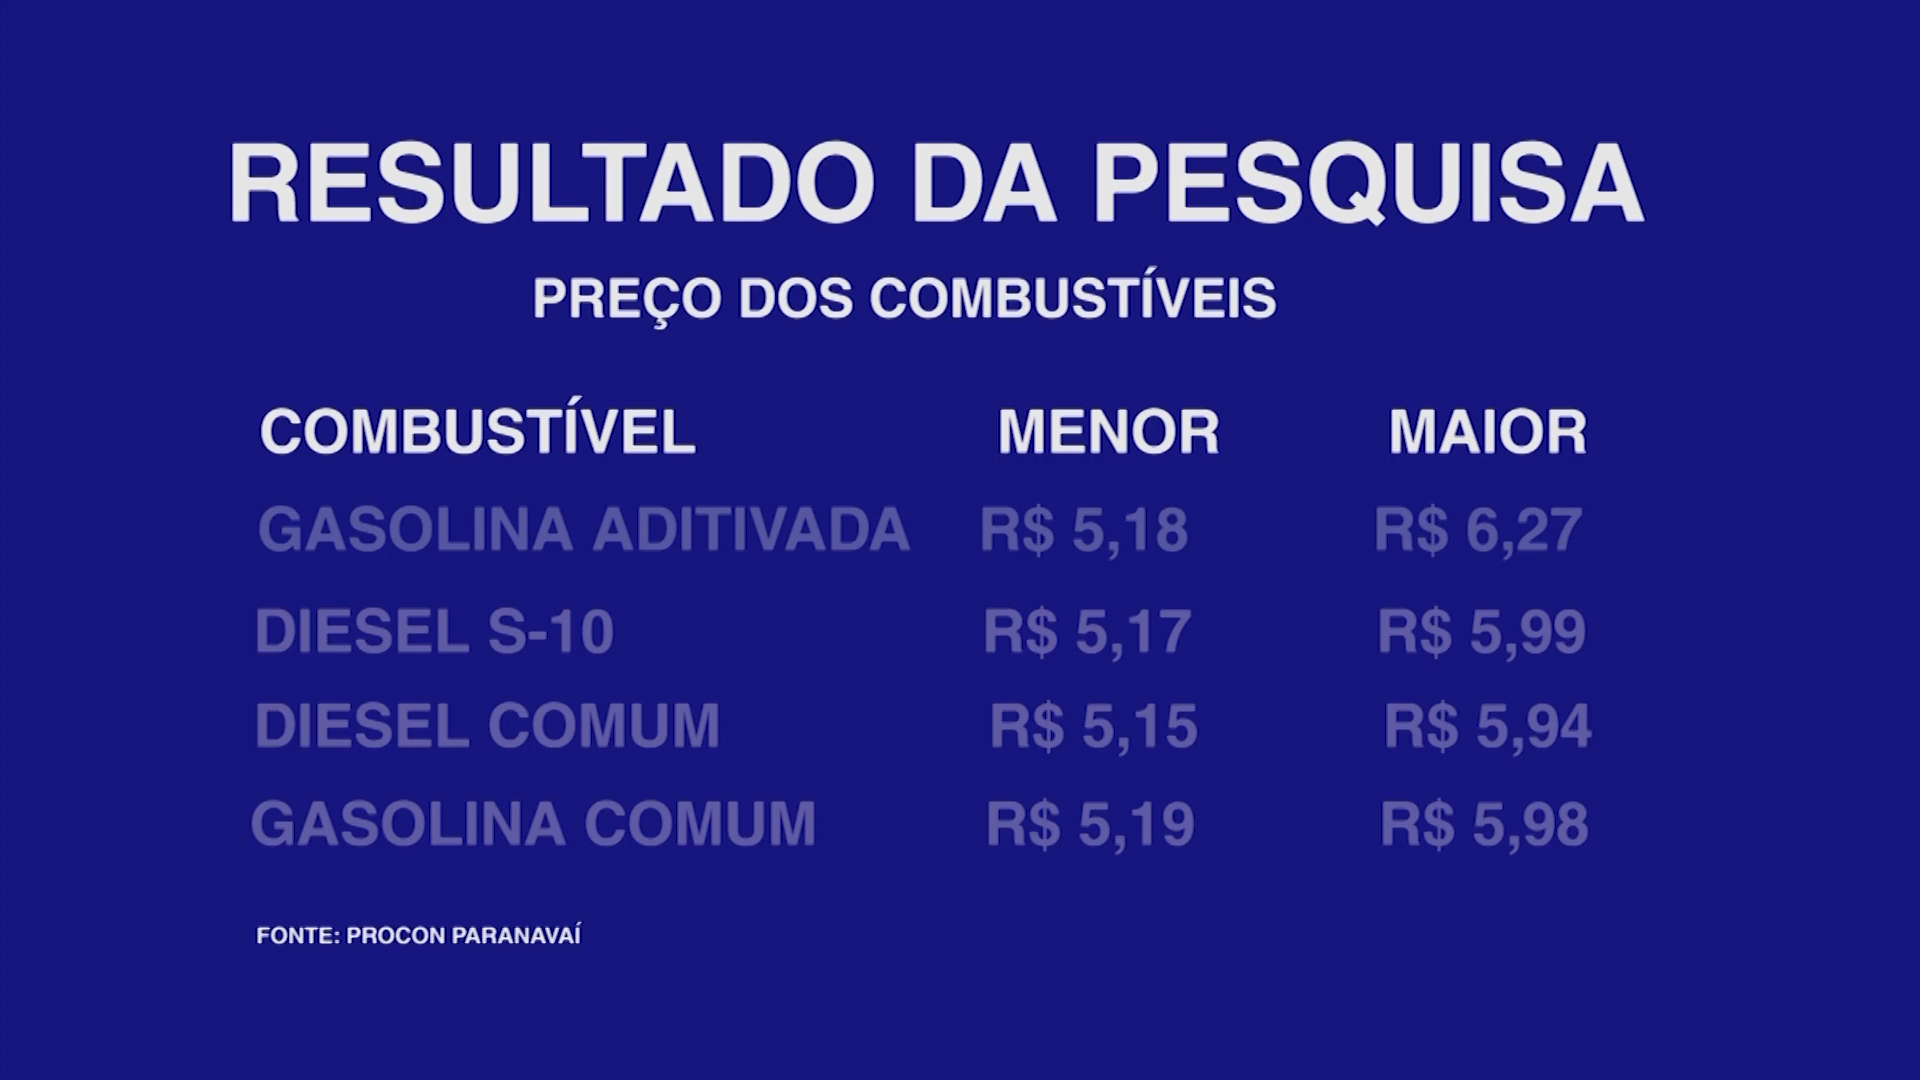 RESULTADO DA PESQUISA
PREÇO DOS COMBUSTÍVEIS
COMBUSTÍVEL MENOR MAIOR
GASOLINA ADITIVADA R$ 5,18 R$ 6,27
DIESEL S-10 R$ 5,17 R$ 5,99
DIESEL COMUM R$ 5,15 R$ 5,94
GASOLINA COMUM R$ 5,19 R$ 5,98
FONTE: PROCON PARANAVAÍ